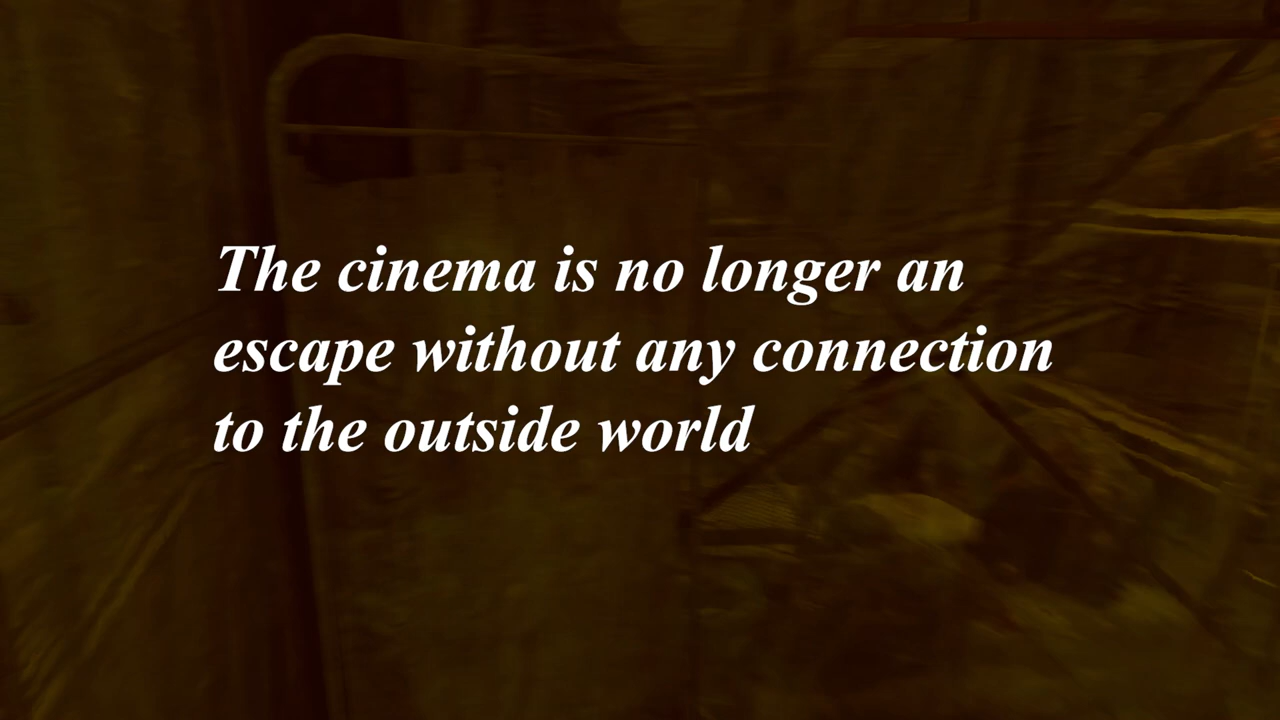 The cinema is no longer an
escape without any connection
to the outside world